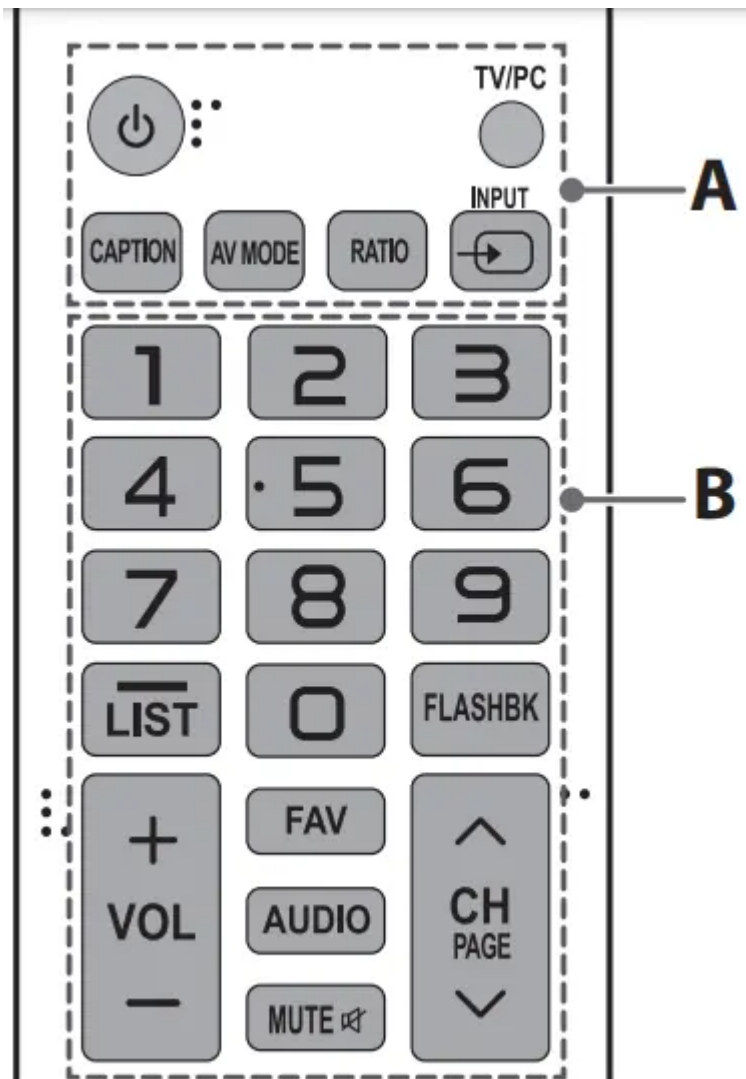 TV/PC
A
INPUT
CAPTION AV MODE RATIO
1 2 3
4 5 6
B
7 8 9
LIST 0 FLASHBK
FAV
+
VOL
−
AUDIO
CH
PAGE
MUTE